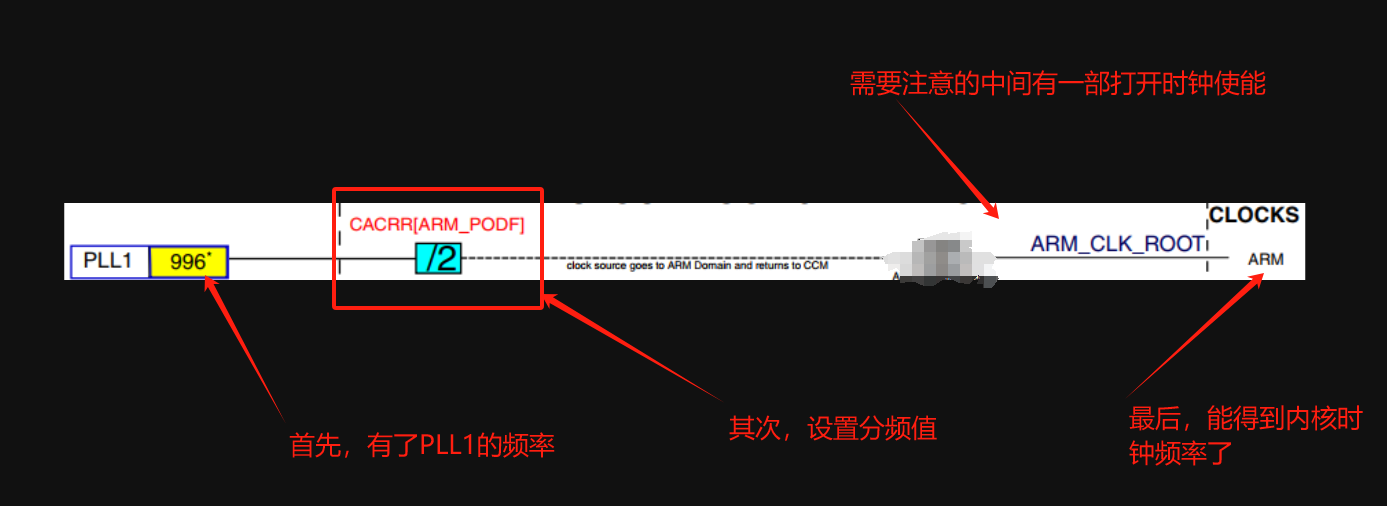 需要注意的中间有一部打开时钟使能
CLOCKS
CACRR[ARM_PODF]
PLL1
996*
/2
ARM_CLK_ROOT
ARM
clock source goes to ARM Domain and returns to CCM
首先，有了PLL1的频率
其次，设置分频值
最后，能得到内核时
钟频率了